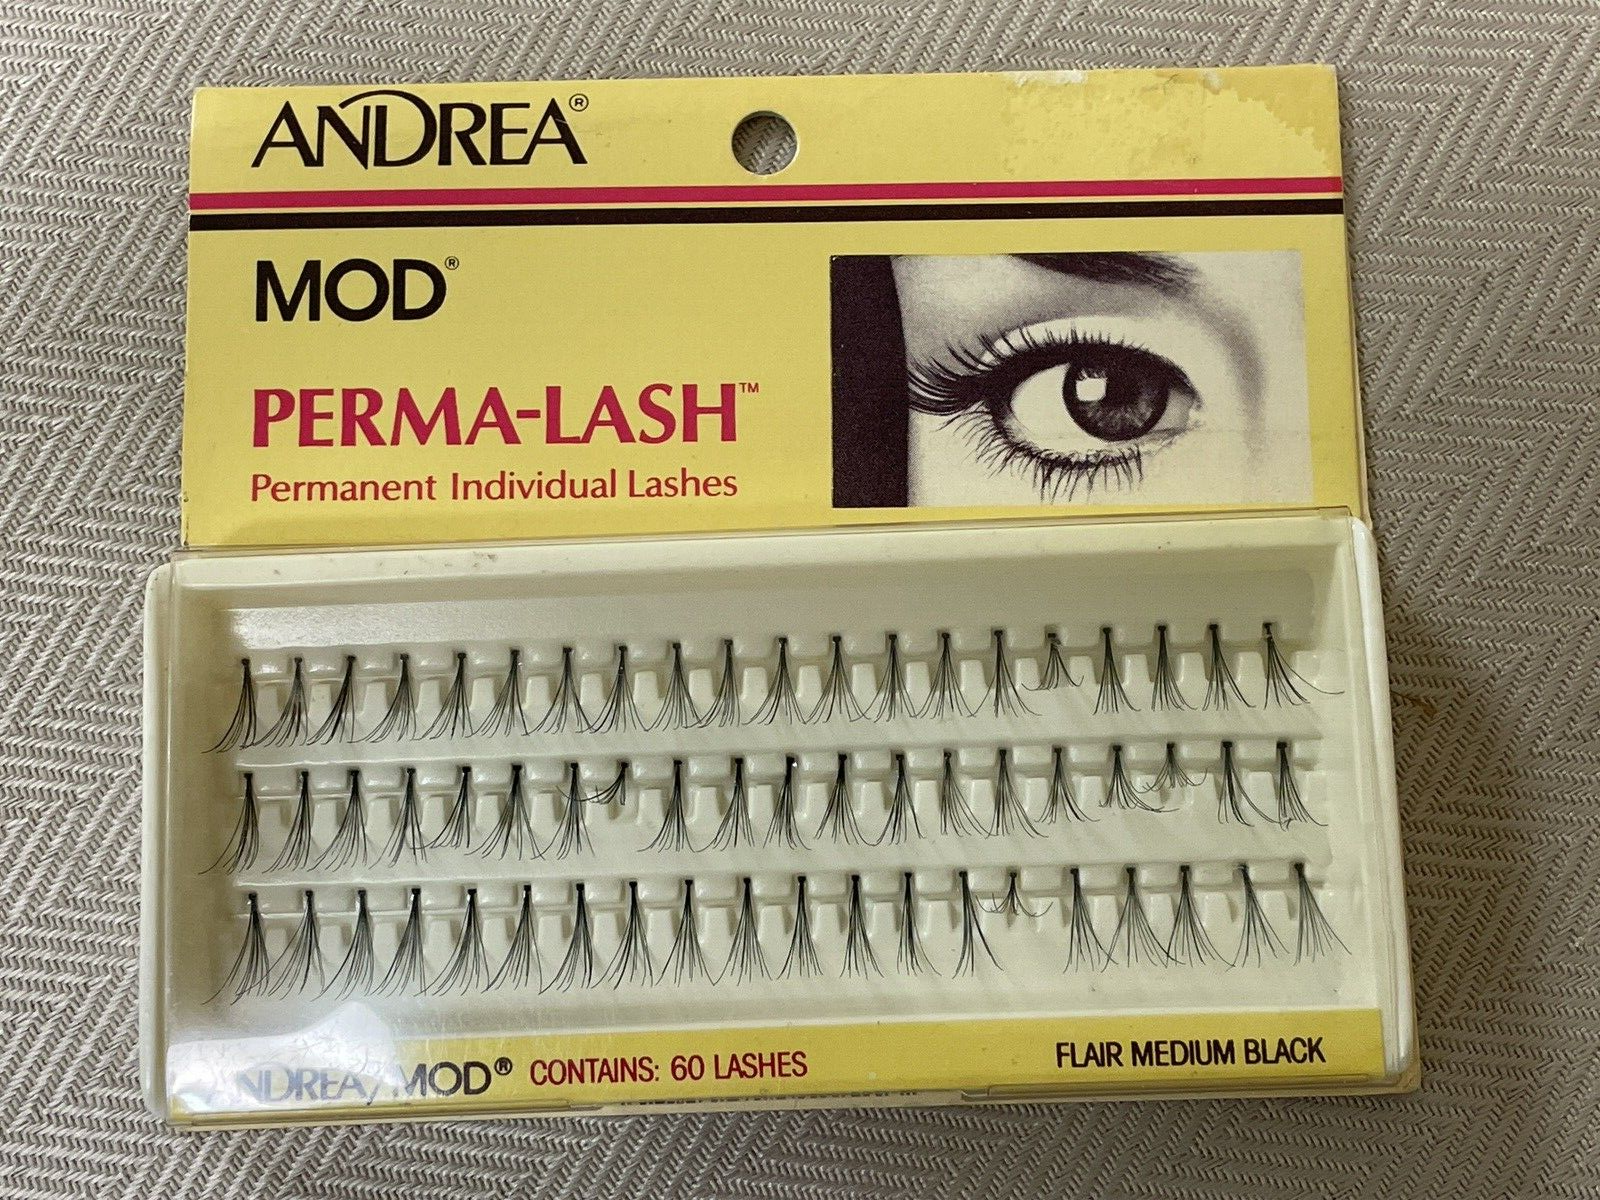 ANDREA®
MOD®
PERMA-LASH™
Permanent Individual Lashes
ANDREA/MOD® CONTAINS: 60 LASHES
FLAIR MEDIUM BLACK